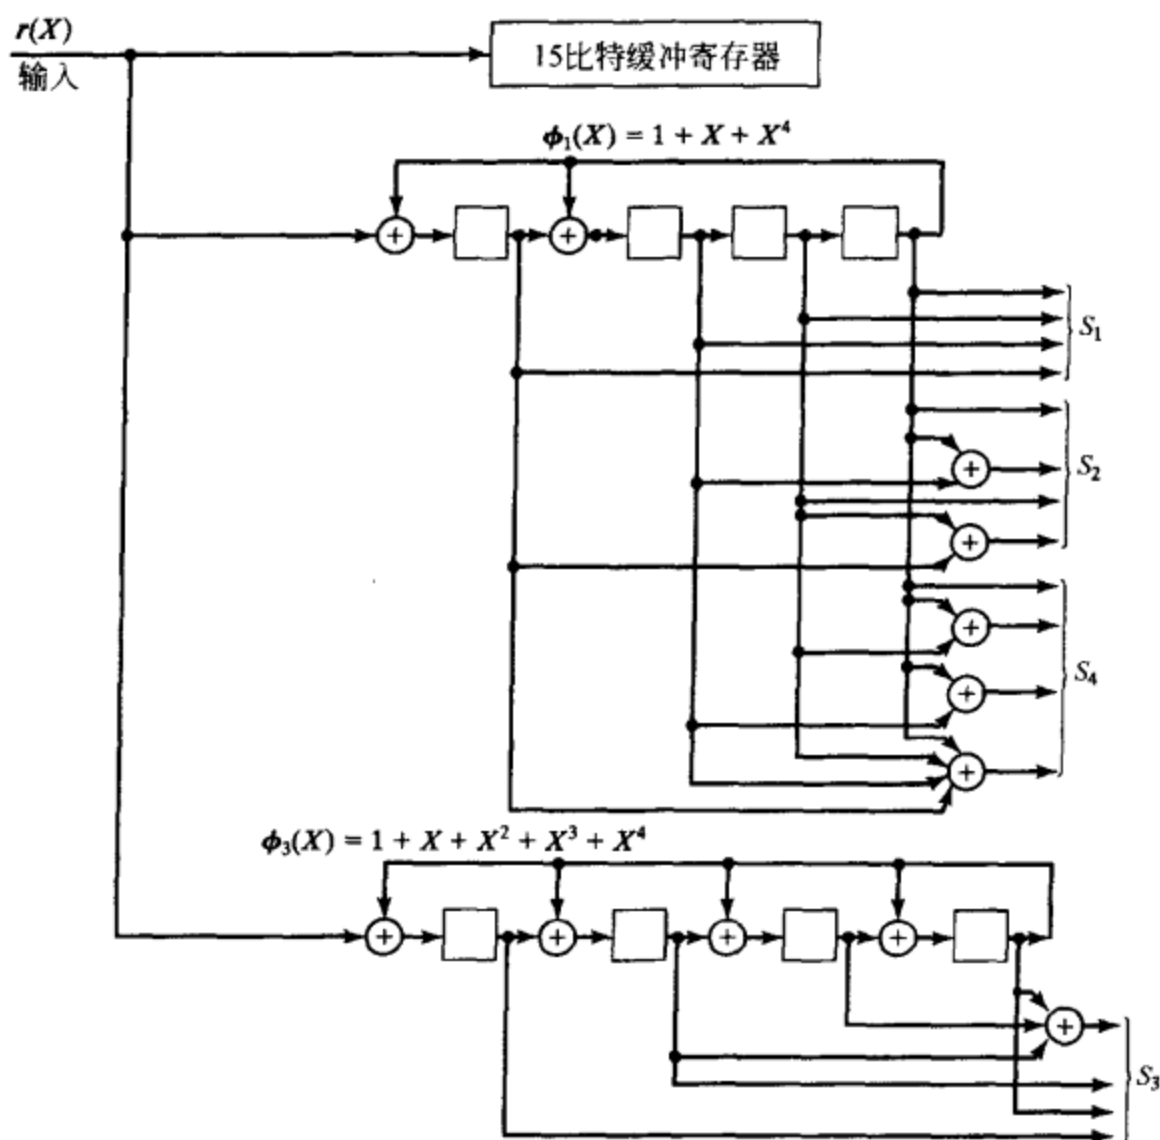 r(X)
输入
15比特缓冲寄存器
ϕ₁(X) = 1 + X + X⁴
+
+
S₁
+
S₂
+
+
S₄
+
+
ϕ₃(X) = 1 + X + X² + X³ + X⁴
+
+
+
+
+
S₃